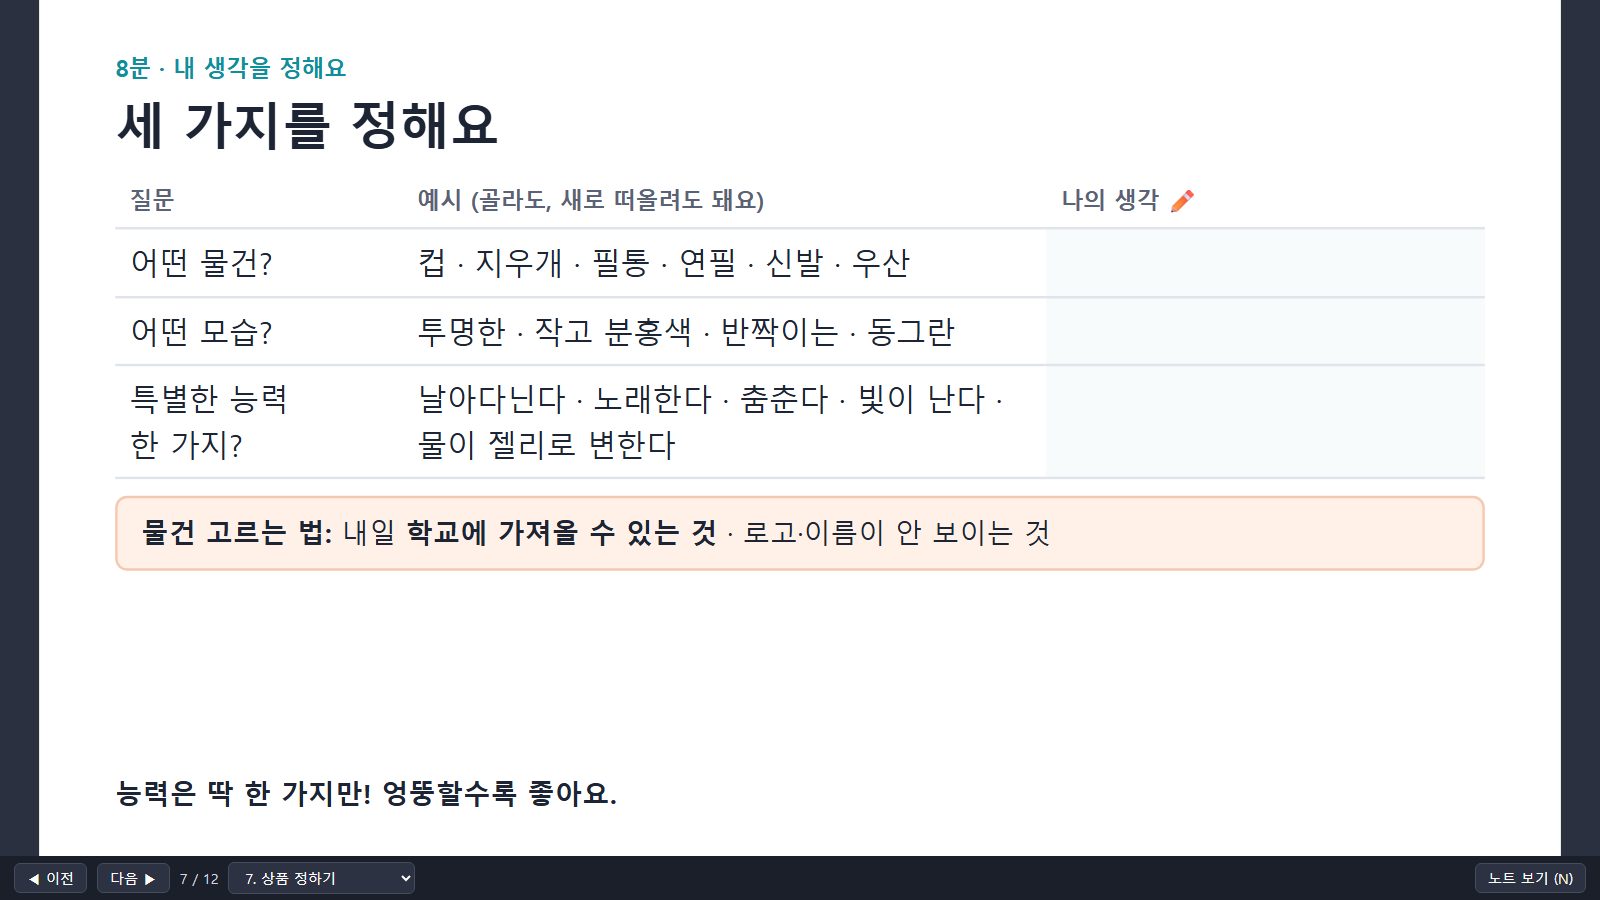 8분 · 내 생각을 정해요
세 가지를 정해요
질문
예시 (골라도, 새로 떠올려도 돼요)
나의 생각 ✏️
어떤 물건?
컵 · 지우개 · 필통 · 연필 · 신발 · 우산
어떤 모습?
투명한 · 작고 분홍색 · 반짝이는 · 동그란
특별한 능력
한 가지?
날아다닌다 · 노래한다 · 춤춘다 · 빛이 난다 ·
물이 젤리로 변한다
물건 고르는 법: 내일 학교에 가져올 수 있는 것 · 로고·이름이 안 보이는 것
능력은 딱 한 가지만! 엉뚱할수록 좋아요.
◀ 이전
다음 ▶
7 / 12
7. 상품 정하기
노트 보기 (N)